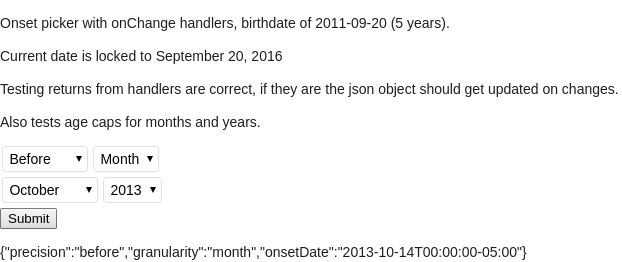 Onset picker with onChange handlers, birthdate of 2011-09-20 (5 years).
Current date is locked to September 20, 2016
Testing returns from handlers are correct, if they are the json object should get updated on changes.
Also tests age caps for months and years.
Before Month
October 2013
Submit
{"precision":"before","granularity":"month","onsetDate":"2013-10-14T00:00:00-05:00"}